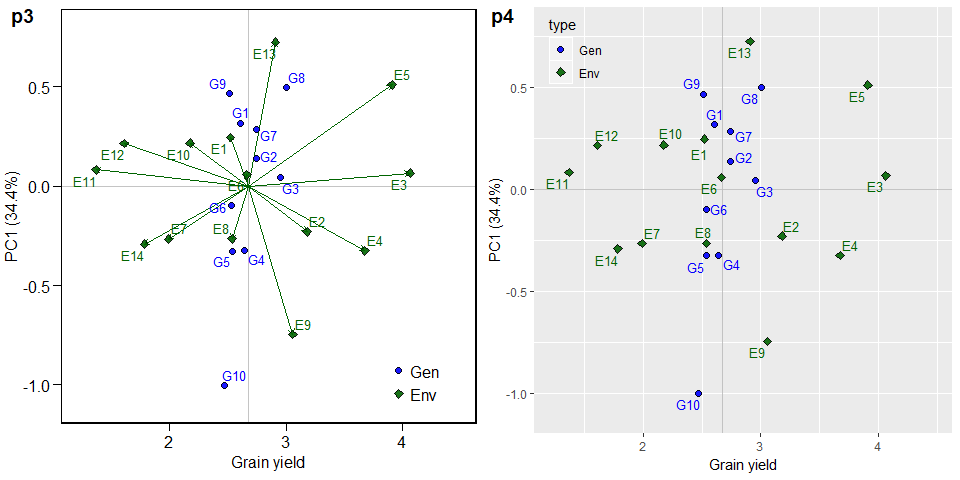 p3
E13
E5
G9
G8
G1
G7
E1
E12
E10
G2
E6
E11
G3
E3
G6
E2
E7
E8
E4
E14
G5
G4
E9
G10
Gen
Env
0.5
0.0
-0.5
-1.0
PC1 (34.4%)
2
3
4
Grain yield
p4
type
Gen
Env
E13
G9
G8
E5
G1
E12
E10
G7
E1
G2
E11
E6
G3
E3
G6
E2
E7
E8
E4
E14
G5
G4
E9
G10
0.5
0.0
-0.5
-1.0
PC1 (34.4%)
2
3
4
Grain yield